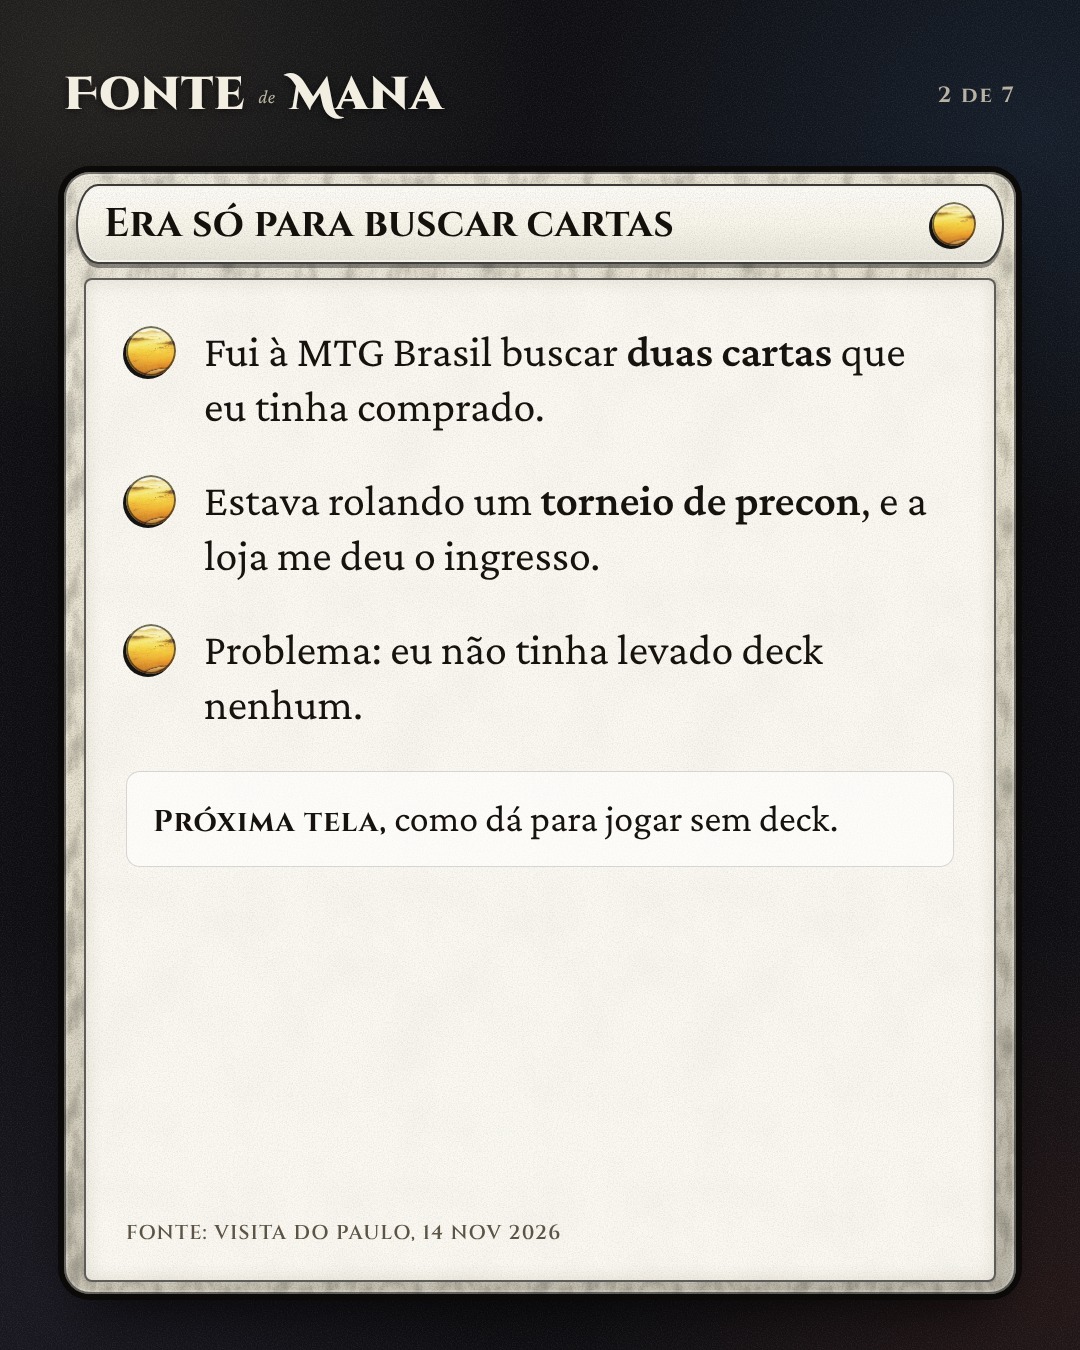 FONTE de MANA
2 DE 7
ERA SÓ PARA BUSCAR CARTAS
Fui à MTG Brasil buscar duas cartas que
eu tinha comprado.
Estava rolando um torneio de precon, e a
loja me deu o ingresso.
Problema: eu não tinha levado deck
nenhum.
PRÓXIMA TELA, como dá para jogar sem deck.
FONTE: VISITA DO PAULO, 14 NOV 2026